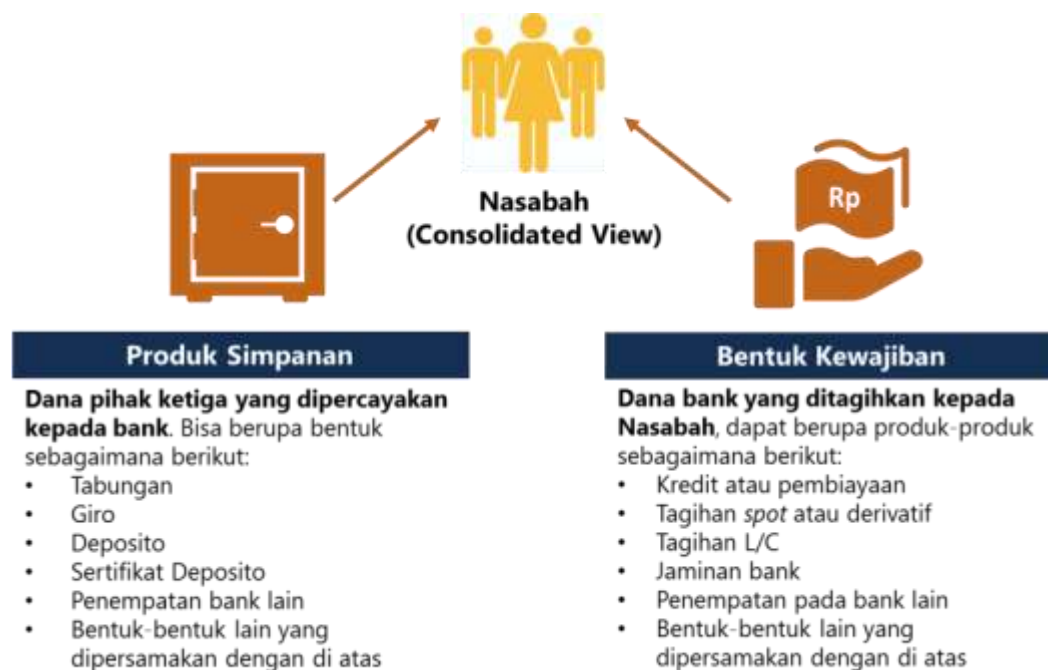 Rp
Nasabah
(Consolidated View)
Produk Simpanan
Dana pihak ketiga yang dipercayakan
kepada bank. Bisa berupa bentuk
sebagaimana berikut:
• Tabungan
• Giro
• Deposito
• Sertifikat Deposito
• Penempatan bank lain
• Bentuk-bentuk lain yang
dipersamakan dengan di atas
Bentuk Kewajiban
Dana bank yang ditagihkan kepada
Nasabah, dapat berupa produk-produk
sebagaimana berikut:
• Kredit atau pembiayaan
• Tagihan spot atau derivatif
• Tagihan L/C
• Jaminan bank
• Penempatan pada bank lain
• Bentuk-bentuk lain yang
dipersamakan dengan di atas